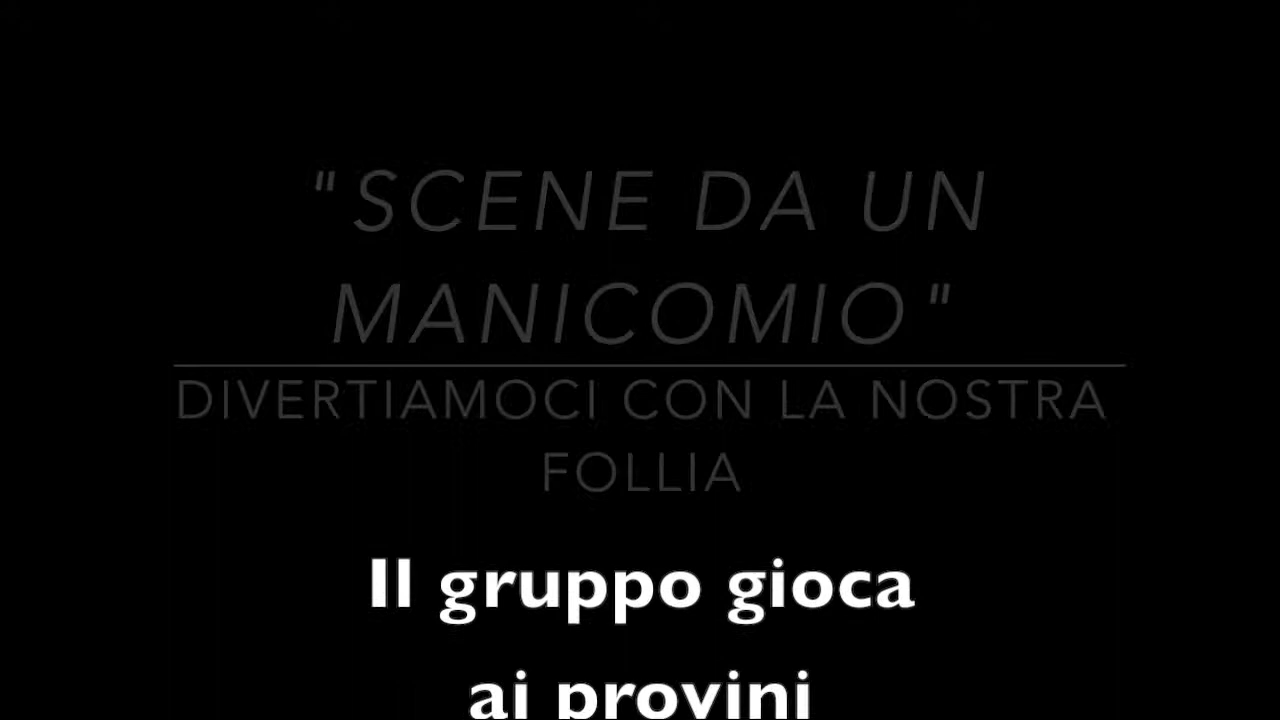 "SCENE DA UN
MANICOMIO"
DIVERTIAMOCI CON LA NOSTRA
FOLLIA
Il gruppo gioca
ai provini